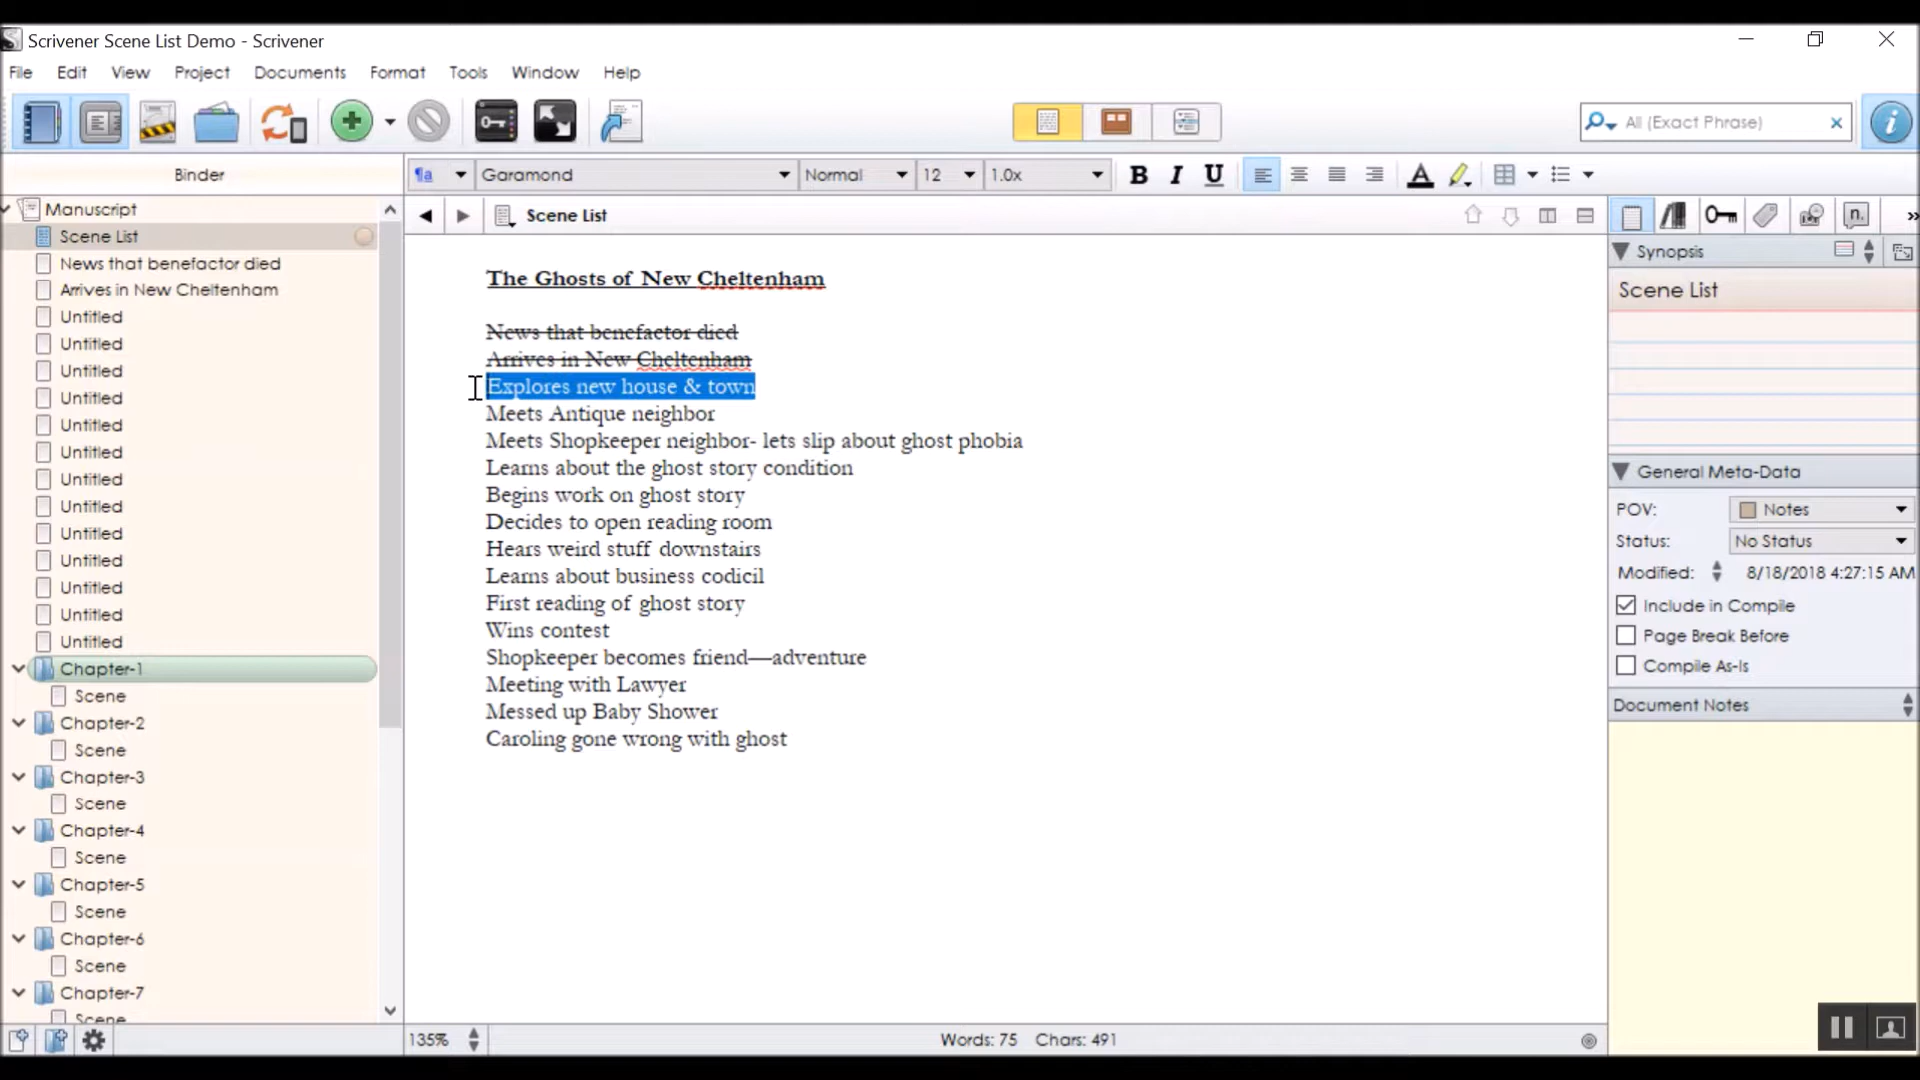 Scrivener Scene List Demo - Scrivener
File Edit View Project Documents Format Tools Window Help
All (Exact Phrase)
Binder
¶a Garamond Normal 12 1.0x B I U A
Manuscript
Scene List
News that benefactor died
Arrives in New Cheltenham
Untitled
Untitled
Untitled
Untitled
Untitled
Untitled
Untitled
Untitled
Untitled
Untitled
Untitled
Untitled
Untitled
Chapter-1
Scene
Chapter-2
Scene
Chapter-3
Scene
Chapter-4
Scene
Chapter-5
Scene
Chapter-6
Scene
Chapter-7
Scene
Scene List
The Ghosts of New Cheltenham
News that benefactor died
Arrives in New Cheltenham
Explores new house & town
Meets Antique neighbor
Meets Shopkeeper neighbor- lets slip about ghost phobia
Learns about the ghost story condition
Begins work on ghost story
Decides to open reading room
Hears weird stuff downstairs
Learns about business codicil
First reading of ghost story
Wins contest
Shopkeeper becomes friend—adventure
Meeting with Lawyer
Messed up Baby Shower
Caroling gone wrong with ghost
135%
Words: 75 Chars: 491
n.
Synopsis
Scene List
General Meta-Data
POV: Notes
Status: No Status
Modified: 8/18/2018 4:27:15 AM
Include in Compile
Page Break Before
Compile As-Is
Document Notes